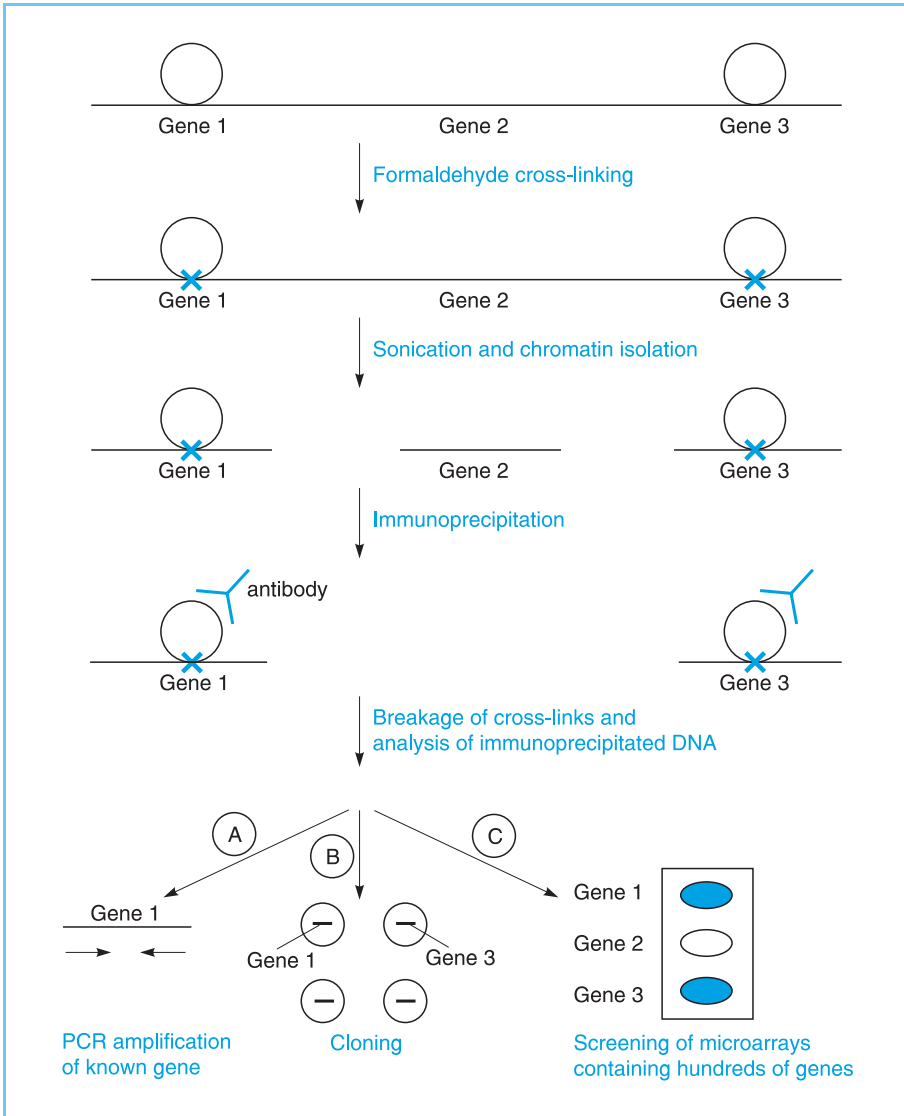 Gene 1
Gene 2
Gene 3
Formaldehyde cross-linking
Gene 1
Gene 2
Gene 3
Sonication and chromatin isolation
Gene 1
Gene 2
Gene 3
Immunoprecipitation
antibody
Gene 1
Gene 3
Breakage of cross-links and
analysis of immunoprecipitated DNA
A
B
C
Gene 1
PCR amplification
of known gene
Gene 1
Gene 3
Cloning
Gene 1
Gene 2
Gene 3
Screening of microarrays
containing hundreds of genes